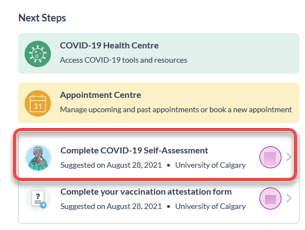 Next Steps
COVID-19 Health Centre
Access COVID-19 tools and resources
Appointment Centre
31
Manage upcoming and past appointments or book a new appointment
Complete COVID-19 Self-Assessment
Suggested on August 28, 2021 • University of Calgary
Complete your vaccination attestation form
?
Suggested on August 28, 2021 • University of Calgary